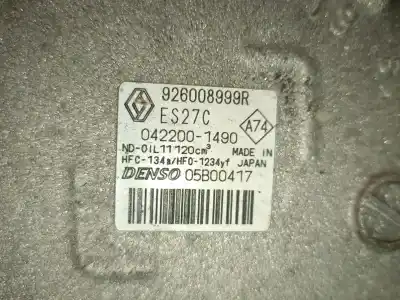 926008999R
ES27C
A74
042200-1490
ND-OIL11 120cm³ MADE IN
HFC-134a/HFO-1234yf JAPAN
DENSO 05B00417